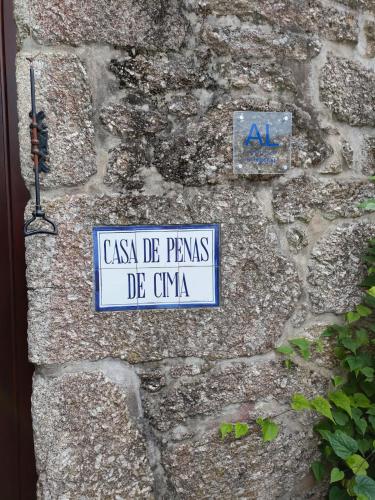 AL
CASA DE PENAS
DE CIMA